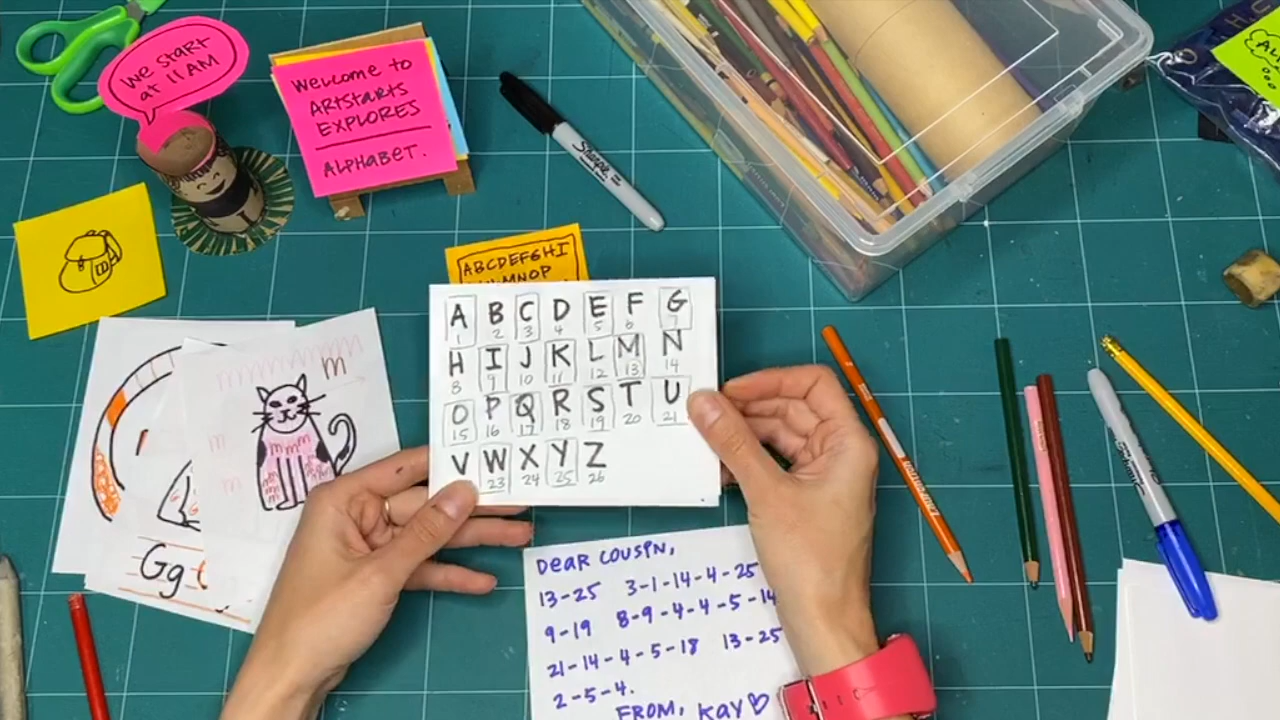 WE START
AT 11 AM
WELCOME TO
ARTSTARTS
EXPLORES
ALPHABET.
Sharpie
ABCDEFGHI
MNOP
A B C D E F G
1 2 3 4 5 6 7
H I J K L M N
8 9 10 11 12 13 14
O P Q R S T U
15 16 17 18 19 20 21
V W X Y Z
23 24 25 26
m
mmm
Gg
DEAR COUSIN,
13-25 3-1-14-4-25
9-19 8-9-4-4-5-14
21-14-4-5-18 13-25
2-5-4.
FROM, KAY